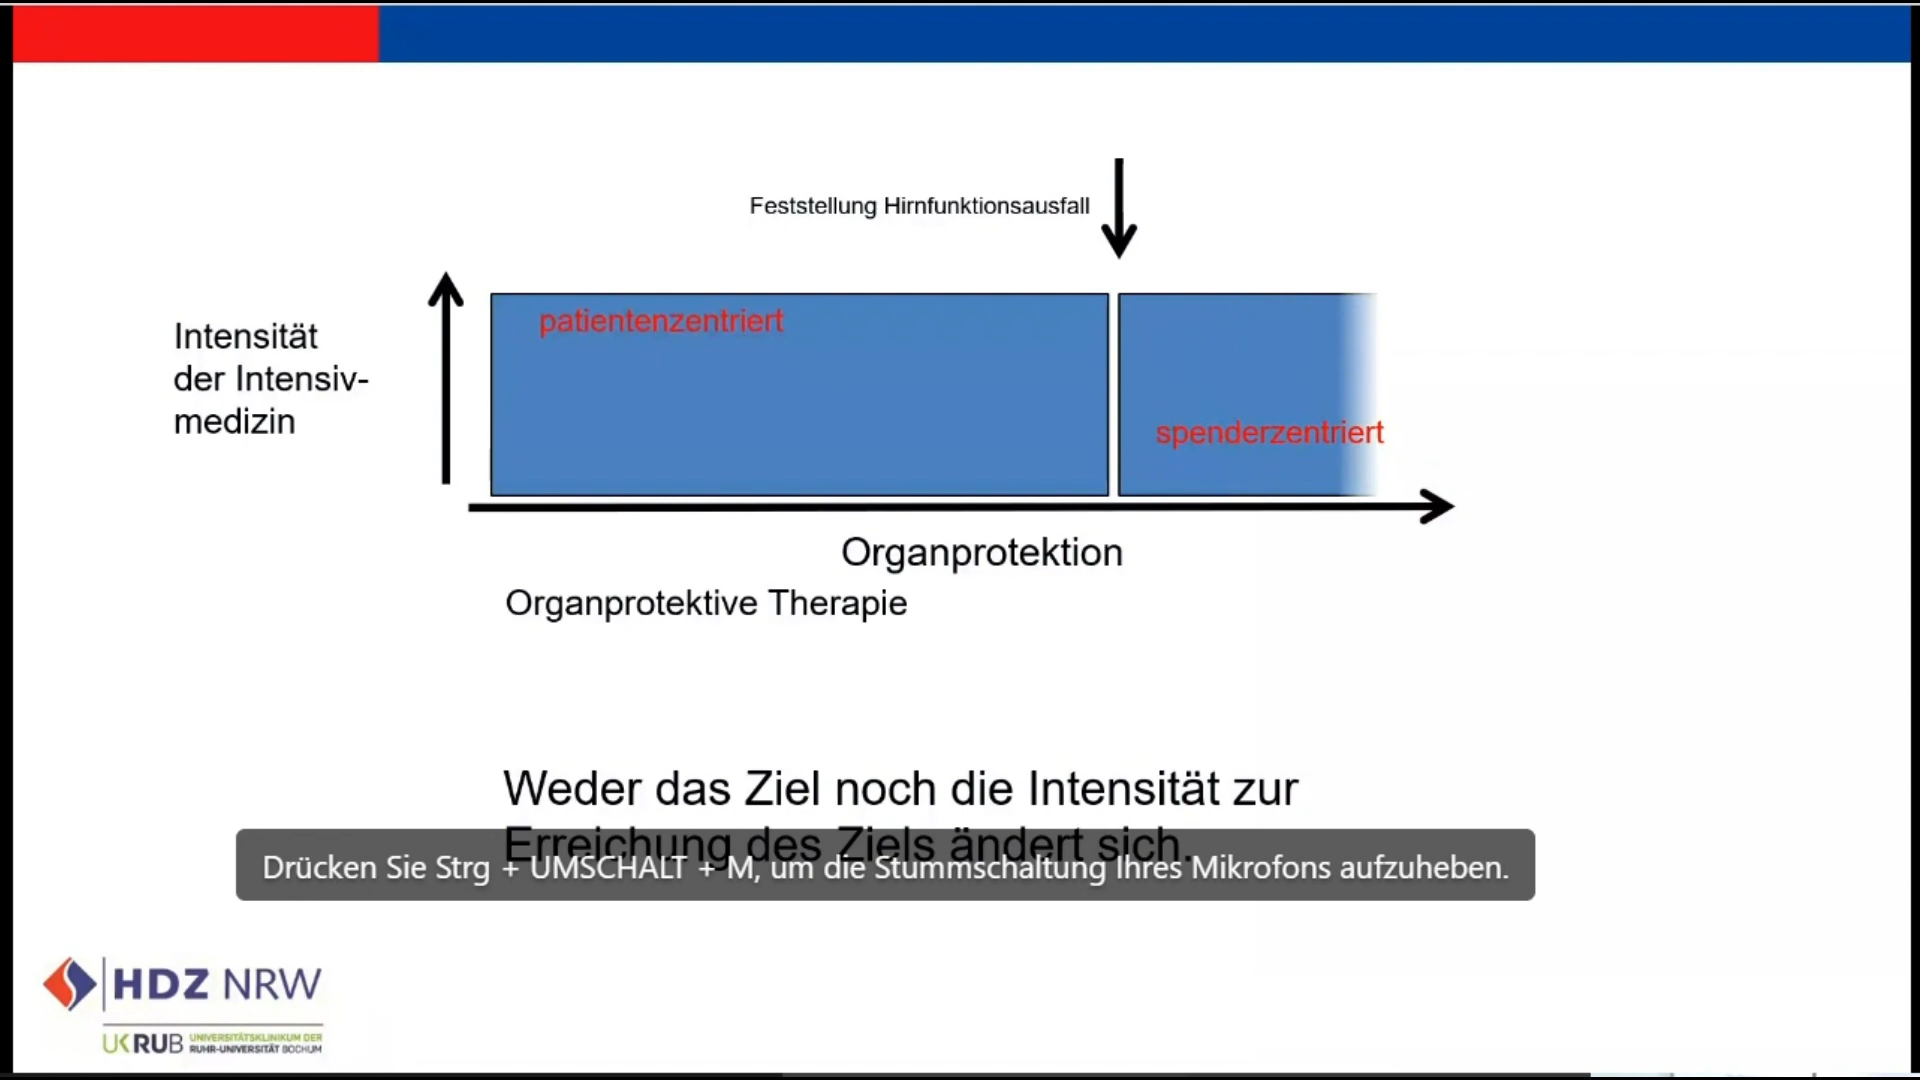 Feststellung Hirnfunktionsausfall
Intensität
der Intensiv-
medizin
patientenzentriert
spenderzentriert
Organprotektion
Organprotektive Therapie
Weder das Ziel noch die Intensität zur
Erreichung des Ziels ändert sich.
Drücken Sie Strg + UMSCHALT + M, um die Stummschaltung Ihres Mikrofons aufzuheben.
HDZ NRW
UK RUB UNIVERSITÄTSKLINIKUM DER
RUHR-UNIVERSITÄT BOCHUM